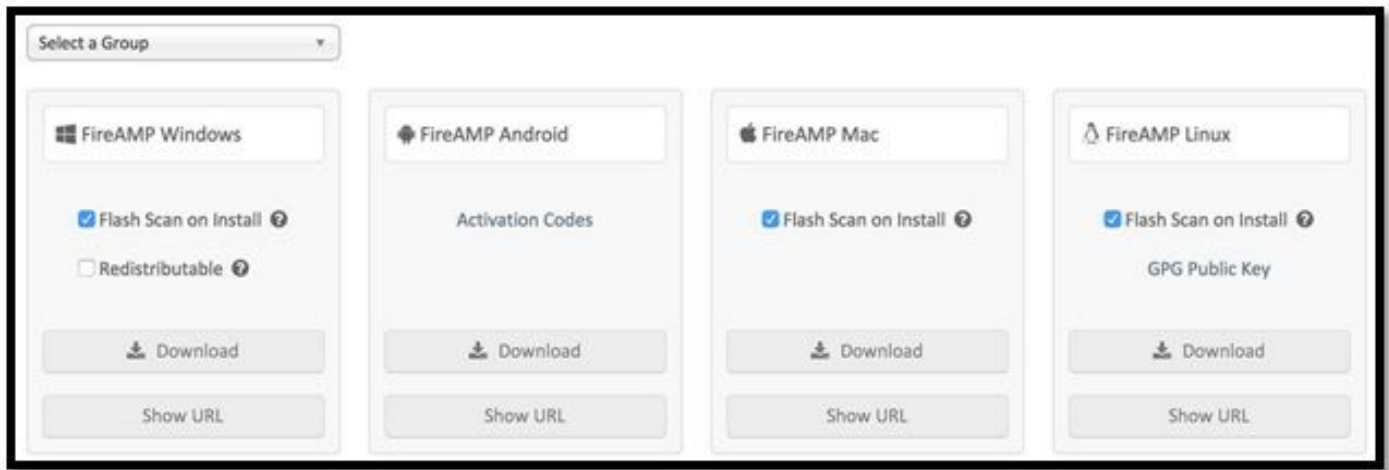 Select a Group
FireAMP Windows
Flash Scan on Install
Redistributable
Download
Show URL
FireAMP Android
Activation Codes
Download
Show URL
FireAMP Mac
Flash Scan on Install
Download
Show URL
FireAMP Linux
Flash Scan on Install
GPG Public Key
Download
Show URL